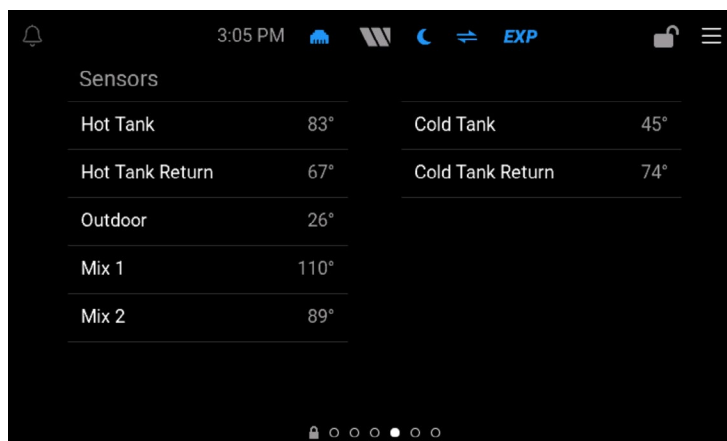 3:05 PM EXP
Sensors
Hot Tank 83° Cold Tank 45°
Hot Tank Return 67° Cold Tank Return 74°
Outdoor 26°
Mix 1 110°
Mix 2 89°